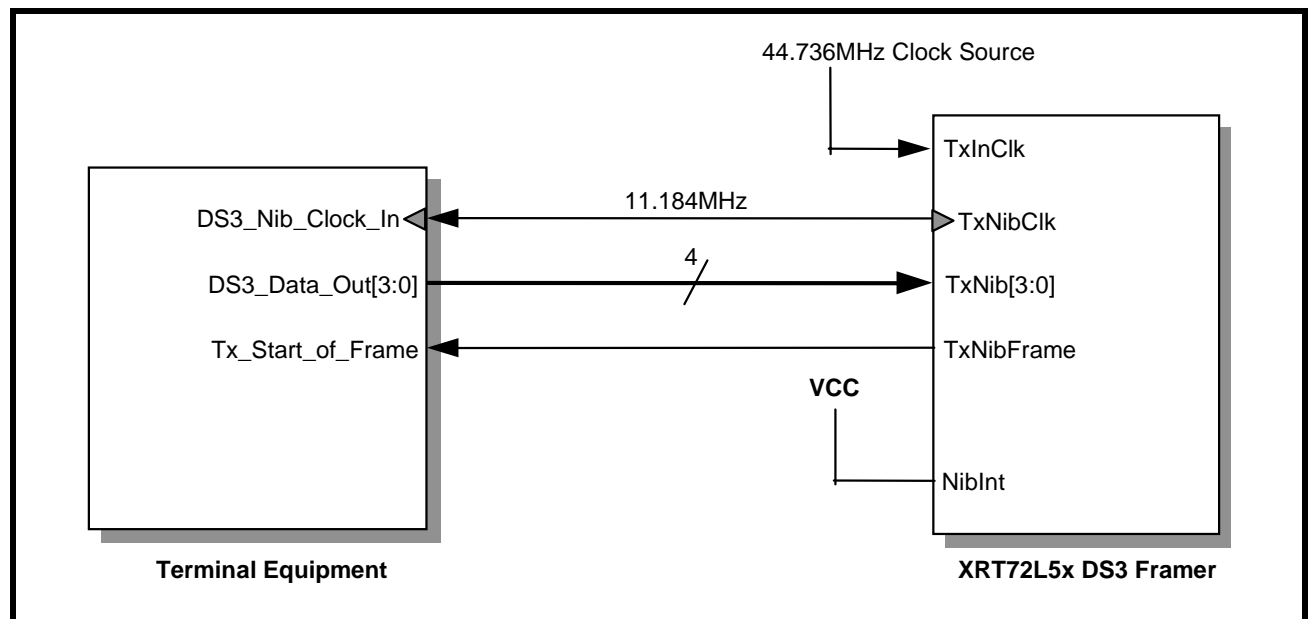 44.736MHz Clock Source
TxInClk
11.184MHz
DS3_Nib_Clock_In
TxNibClk
4
DS3_Data_Out[3:0]
TxNib[3:0]
Tx_Start_of_Frame
TxNibFrame
VCC
NibInt
Terminal Equipment
XRT72L5x DS3 Framer